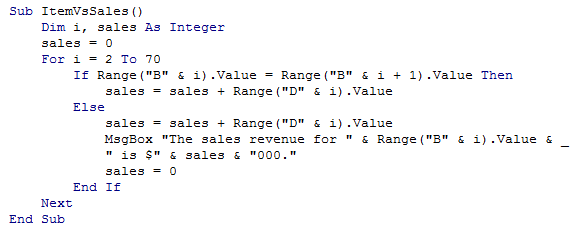 Sub ItemVsSales()
    Dim i, sales As Integer
    sales = 0
    For i = 2 To 70
        If Range("B" & i).Value = Range("B" & i + 1).Value Then
            sales = sales + Range("D" & i).Value
        Else
            sales = sales + Range("D" & i).Value
            MsgBox "The sales revenue for " & Range("B" & i).Value & _
            " is $" & sales & "000."
            sales = 0
        End If
    Next
End Sub